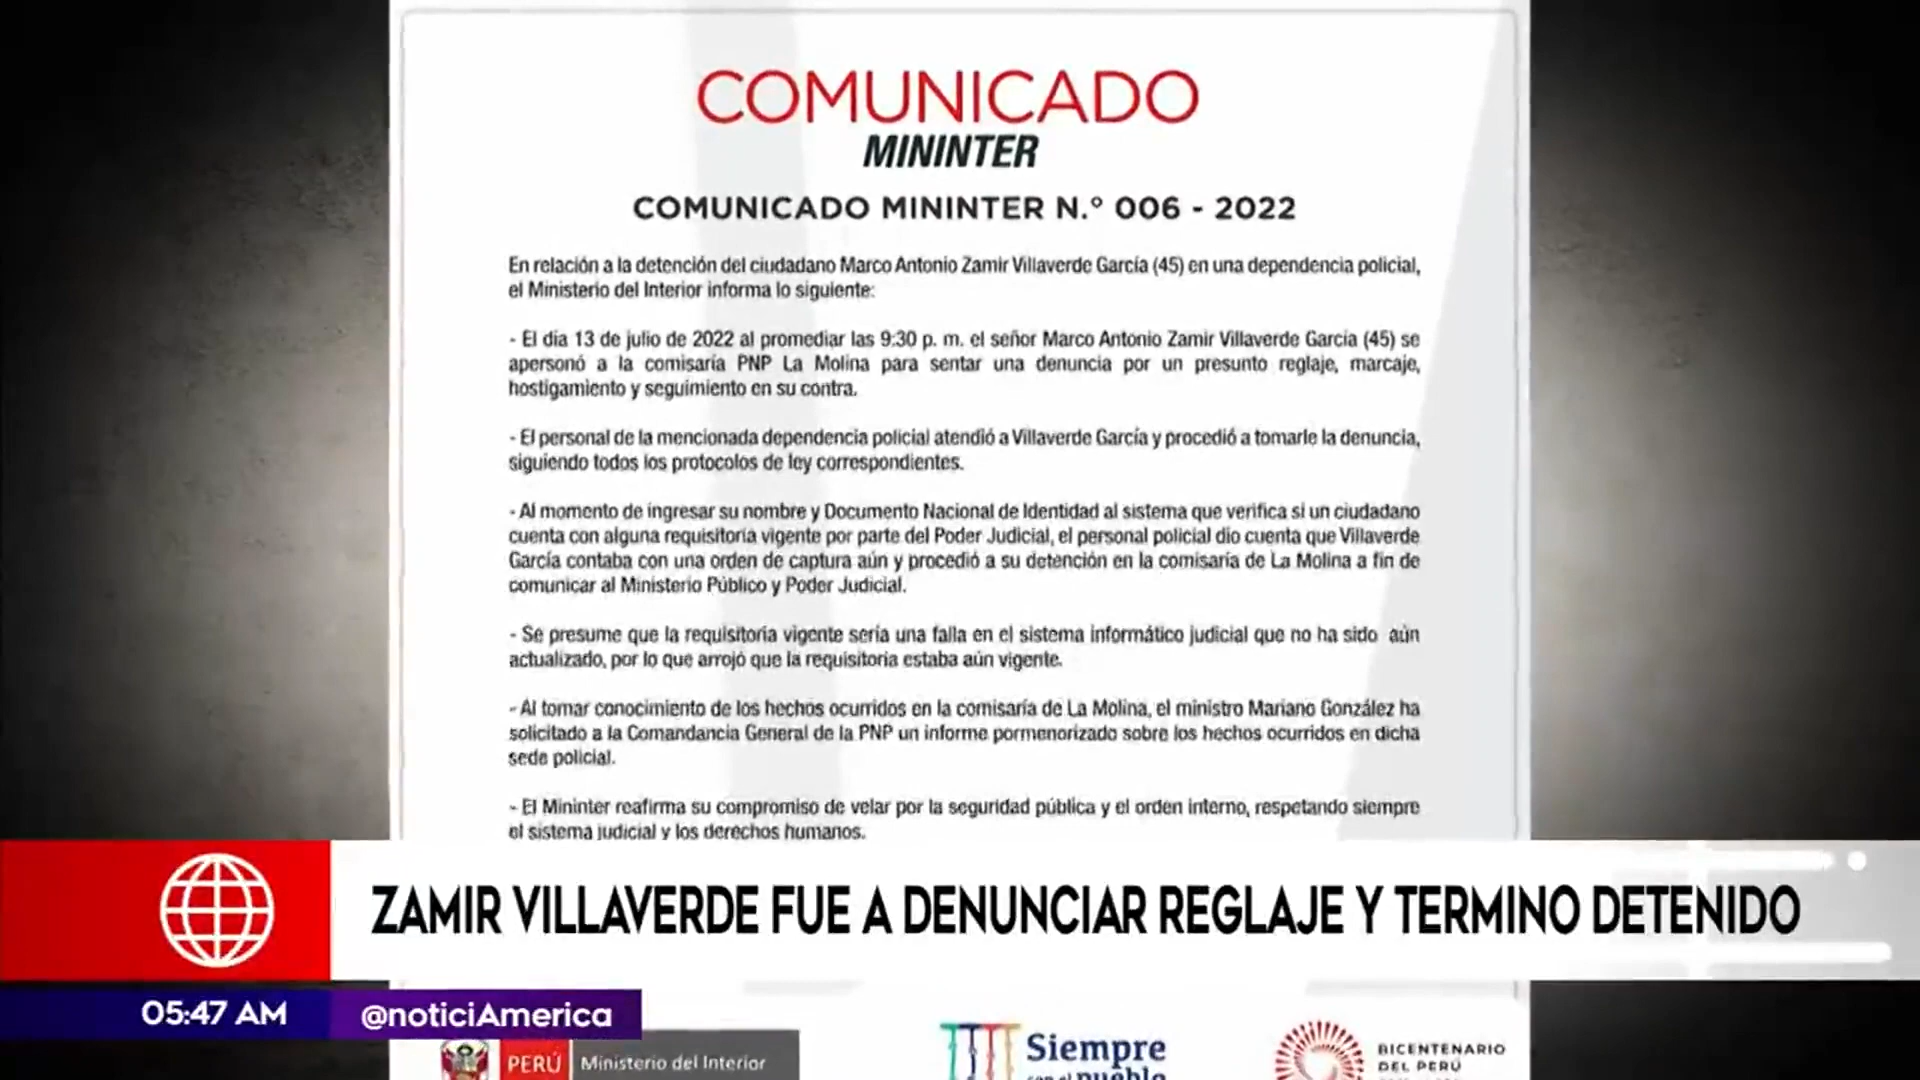 COMUNICADO
MININTER
COMUNICADO MININTER N.° 006 - 2022
En relación a la detención del ciudadano Marco Antonio Zamir Villaverde García (45) en una dependencia policial,
el Ministerio del Interior informa lo siguiente:
- El día 13 de julio de 2022 al promediar las 9:30 p. m. el señor Marco Antonio Zamir Villaverde García (45) se
apersonó a la comisaría PNP La Molina para sentar una denuncia por un presunto reglaje, marcaje,
hostigamiento y seguimiento en su contra.
- El personal de la mencionada dependencia policial atendió a Villaverde García y procedió a tomarle la denuncia,
siguiendo todos los protocolos de ley correspondientes.
- Al momento de ingresar su nombre y Documento Nacional de Identidad al sistema que verifica si un ciudadano
cuenta con alguna requisitoria vigente por parte del Poder Judicial, el personal policial dio cuenta que Villaverde
García contaba con una orden de captura aún y procedió a su detención en la comisaría de La Molina a fin de
comunicar al Ministerio Público y Poder Judicial.
- Se presume que la requisitoria vigente sería una falla en el sistema informático judicial que no ha sido aún
actualizado, por lo que arrojó que la requisitoria estaba aún vigente.
- Al tomar conocimiento de los hechos ocurridos en la comisaría de La Molina, el ministro Mariano González ha
solicitado a la Comandancia General de la PNP un informe pormenorizado sobre los hechos ocurridos en dicha
sede policial.
- El Mininter reafirma su compromiso de velar por la seguridad pública y el orden interno, respetando siempre
el sistema judicial y los derechos humanos.
ZAMIR VILLAVERDE FUE A DENUNCIAR REGLAJE Y TERMINO DETENIDO
05:47 AM @noticiAmerica
PERÚ Ministerio del Interior
Siempre
con el pueblo
BICENTENARIO
DEL PERÚ